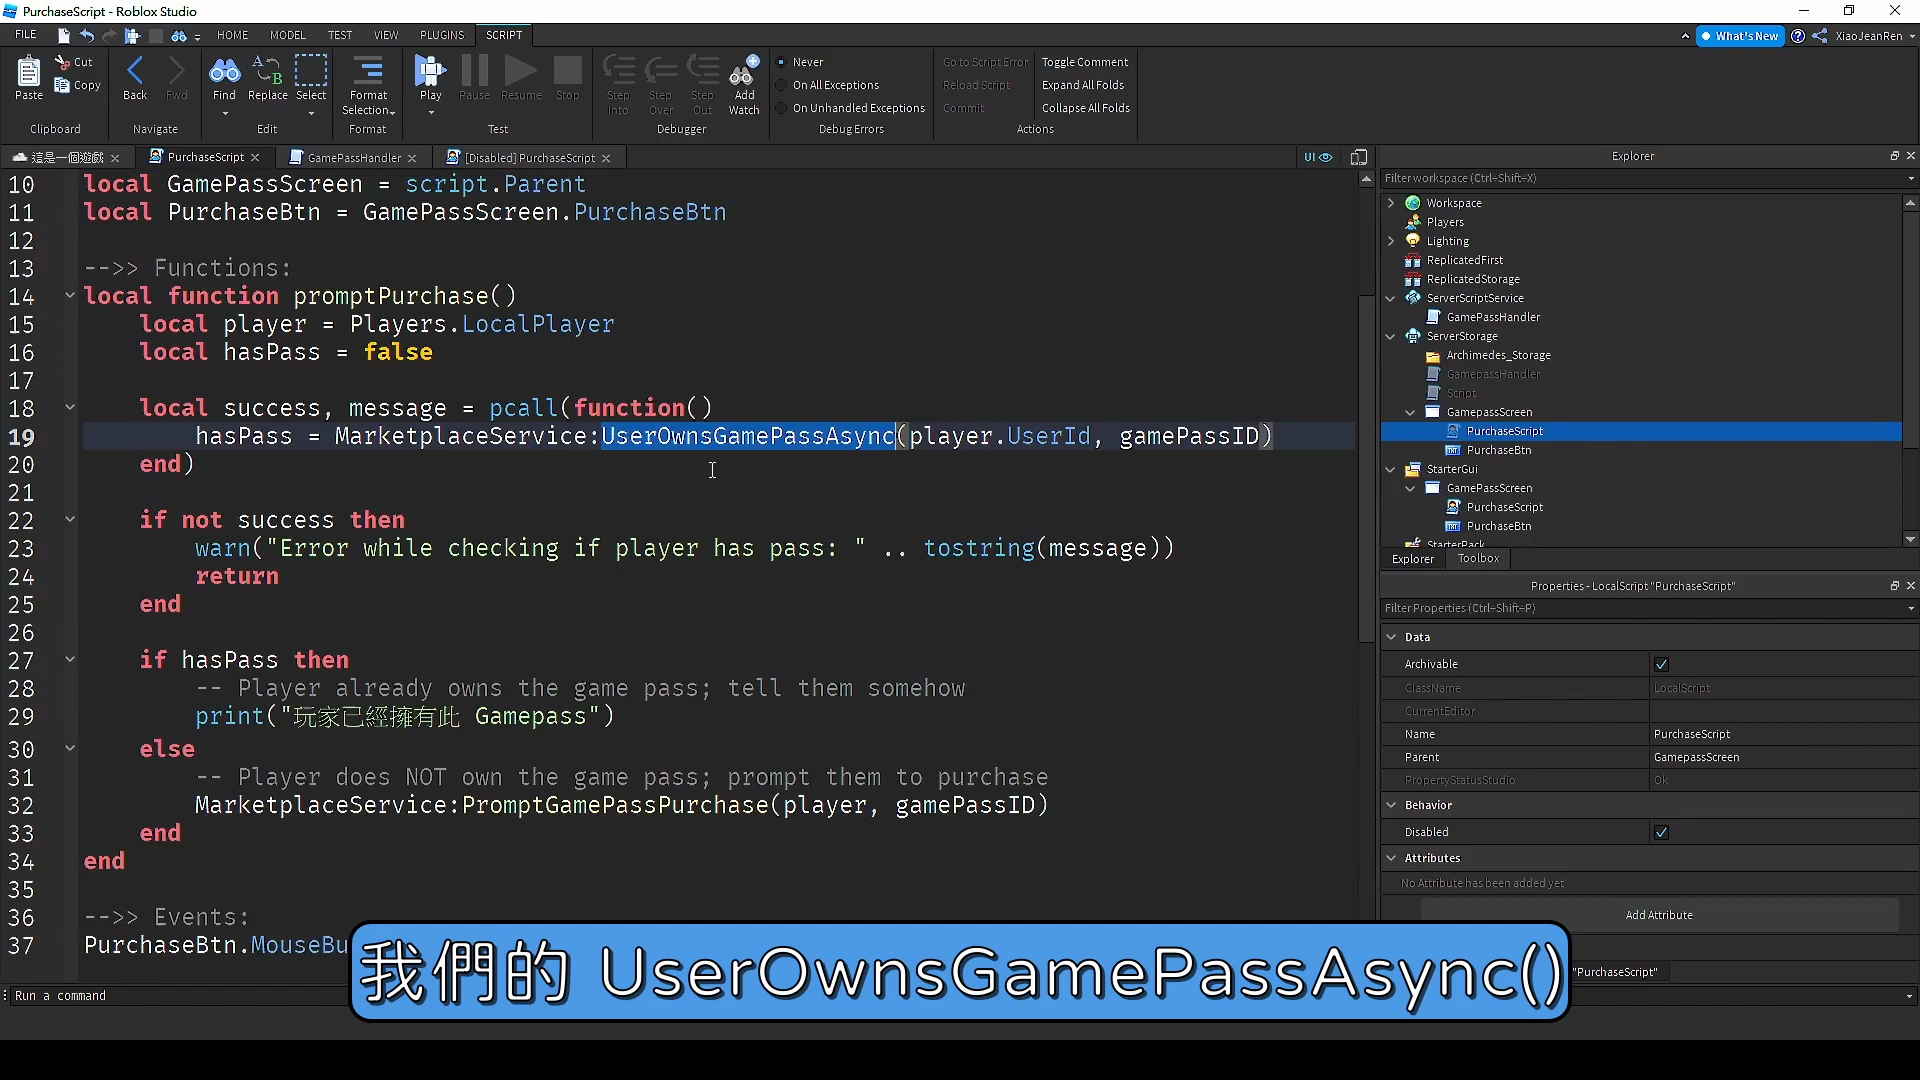 PurchaseScript - Roblox Studio
FILE HOME MODEL TEST VIEW PLUGINS SCRIPT
What's New XiaoJeanRen
Paste Cut Copy Clipboard
Back Fwd Navigate
Find Replace Select Edit
Format Selection Format
Play Pause Resume Stop Test
Step Into Step Over Step Out Add Watch Debugger
Never
On All Exceptions
On Unhandled Exceptions
Debug Errors
Go to Script Error
Reload Script
Commit
Toggle Comment
Expand All Folds
Collapse All Folds
Actions
這是一個遊戲 PurchaseScript GamePassHandler [Disabled] PurchaseScript UI
10 local GamePassScreen = script.Parent
11 local PurchaseBtn = GamePassScreen.PurchaseBtn
12
13 -->> Functions:
14 local function promptPurchase()
15 local player = Players.LocalPlayer
16 local hasPass = false
17
18 local success, message = pcall(function()
19 hasPass = MarketplaceService:UserOwnsGamePassAsync(player.UserId, gamePassID)
20 end)
21
22 if not success then
23 warn("Error while checking if player has pass: " .. tostring(message))
24 return
25 end
26
27 if hasPass then
28 -- Player already owns the game pass; tell them somehow
29 print("玩家已經擁有此 Gamepass")
30 else
31 -- Player does NOT own the game pass; prompt them to purchase
32 MarketplaceService:PromptGamePassPurchase(player, gamePassID)
33 end
34 end
35
36 -->> Events:
37 PurchaseBtn.MouseBu
我們的 UserOwnsGamePassAsync()
Run a command
Explorer
Filter workspace (Ctrl+Shift+X)
Workspace
Players
Lighting
ReplicatedFirst
ReplicatedStorage
ServerScriptService
GamePassHandler
ServerStorage
Archimedes_Storage
GamepassHandler
Script
GamepassScreen
PurchaseScript
PurchaseBtn
StarterGui
GamePassScreen
PurchaseScript
PurchaseBtn
StarterPack
Explorer Toolbox
Properties - LocalScript "PurchaseScript"
Filter Properties (Ctrl+Shift+P)
Data
Archivable
ClassName LocalScript
CurrentEditor
Name PurchaseScript
Parent GamepassScreen
PropertyStatusStudio Ok
Behavior
Disabled
Attributes
No Attribute has been added yet
Add Attribute
"PurchaseScript"